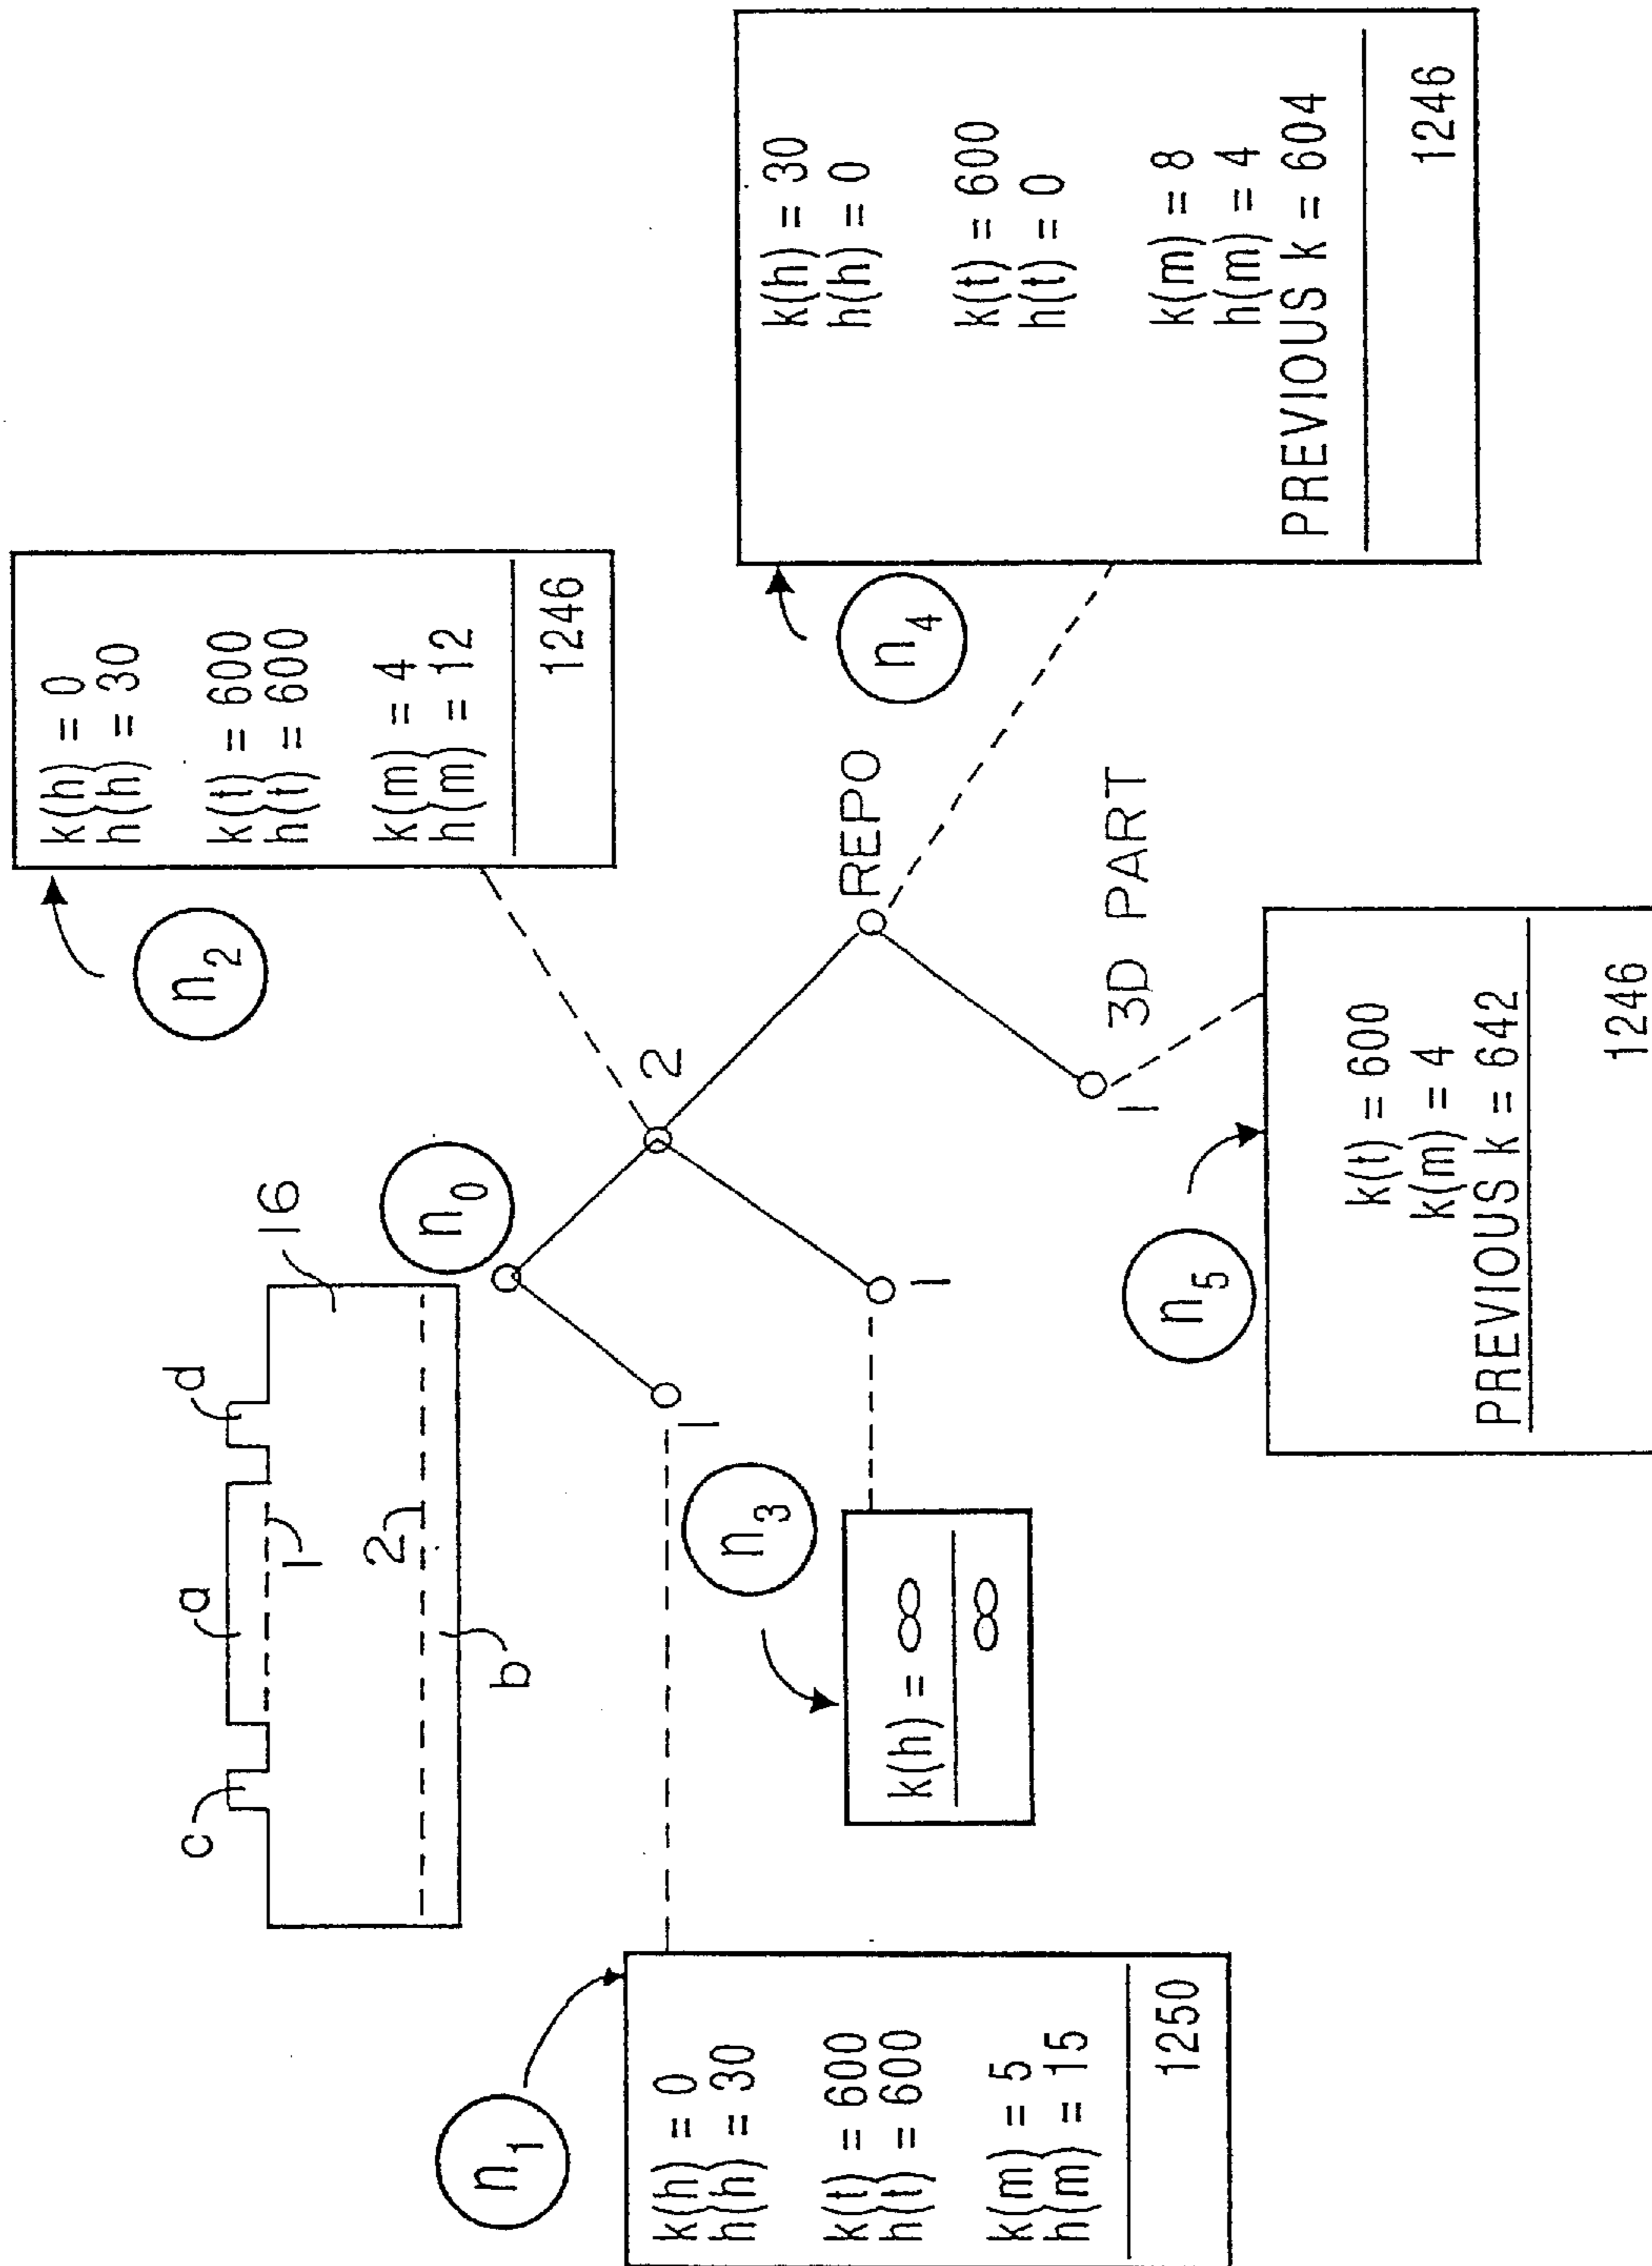 c
a
d
16
1
2
b
n0
n1
k(h) = 0
h(h) = 30
k(t) = 600
h(t) = 600
k(m) = 5
h(m) = 15
1250
1
2
n2
k(h) = 0
h(h) = 30
k(t) = 600
h(t) = 600
k(m) = 4
h(m) = 12
1246
n3
k(h) = ∞
∞
1
REPO
n4
k(h) = 30
h(h) = 0
k(t) = 600
h(t) = 0
k(m) = 8
h(m) = 4
PREVIOUS k = 604
1246
1
3D PART
n5
k(t) = 600
k(m) = 4
PREVIOUS k = 642
1246